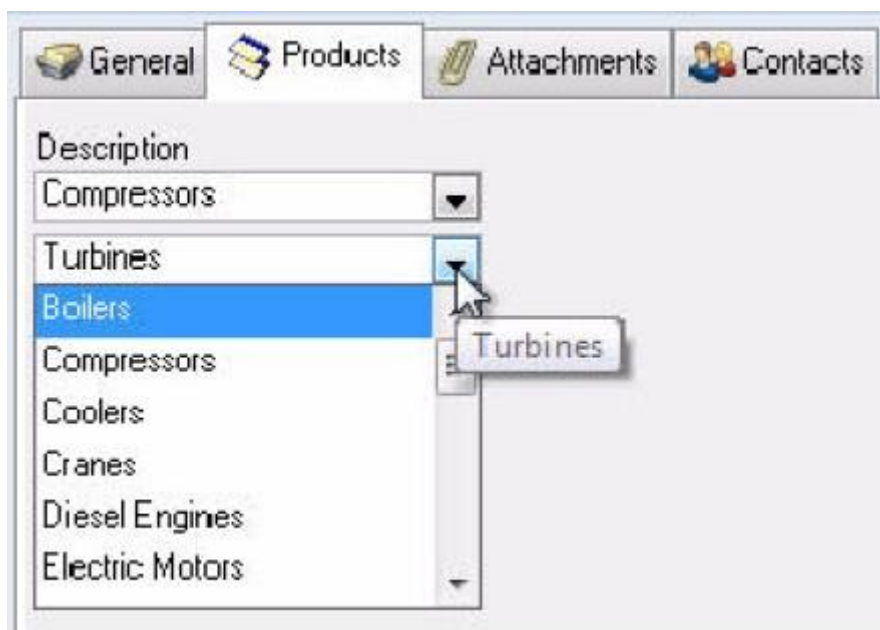 General Products Attachments Contacts
Description
Compressors
Turbines
Boilers
Turbines
Compressors
Coolers
Cranes
Diesel Engines
Electric Motors